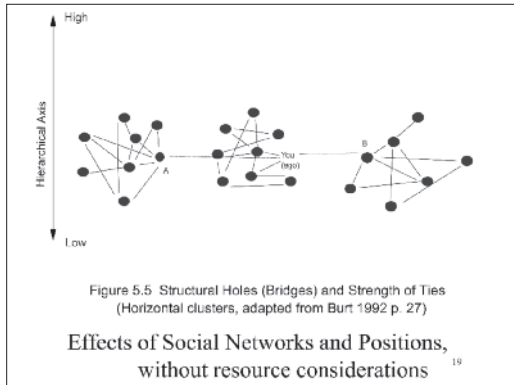 High
Hierarchical Axis
A
You
(ego)
B
Low
Figure 5.5 Structural Holes (Bridges) and Strength of Ties
(Horizontal clusters, adapted from Burt 1992 p. 27)
Effects of Social Networks and Positions,
without resource considerations
19